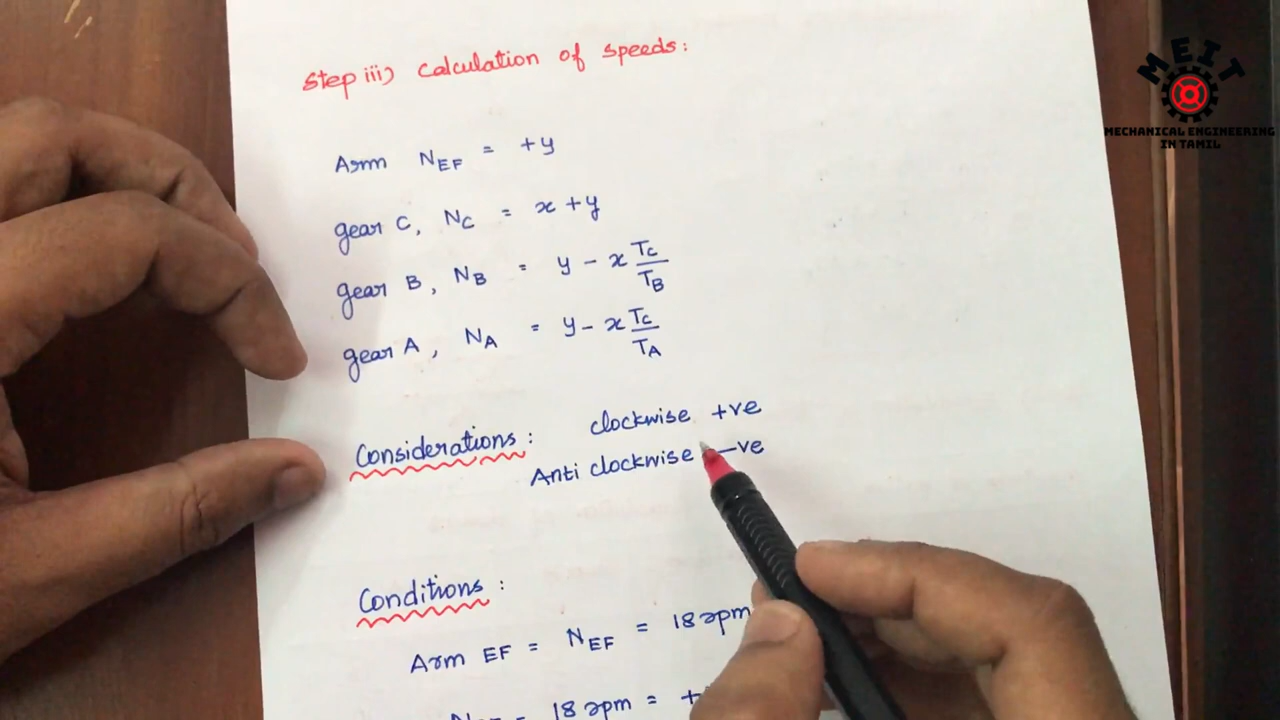 MEIT
MECHANICAL ENGINEERING
IN TAMIL
Step iii) Calculation of speeds:
Arm N_EF = +y
gear C, N_C = x + y
gear B, N_B = y - x T_C/T_B
gear A, N_A = y - x T_C/T_A
Considerations: clockwise +ve
Anti clockwise -ve
Conditions:
Arm EF = N_EF = 18 rpm
18 rpm = +